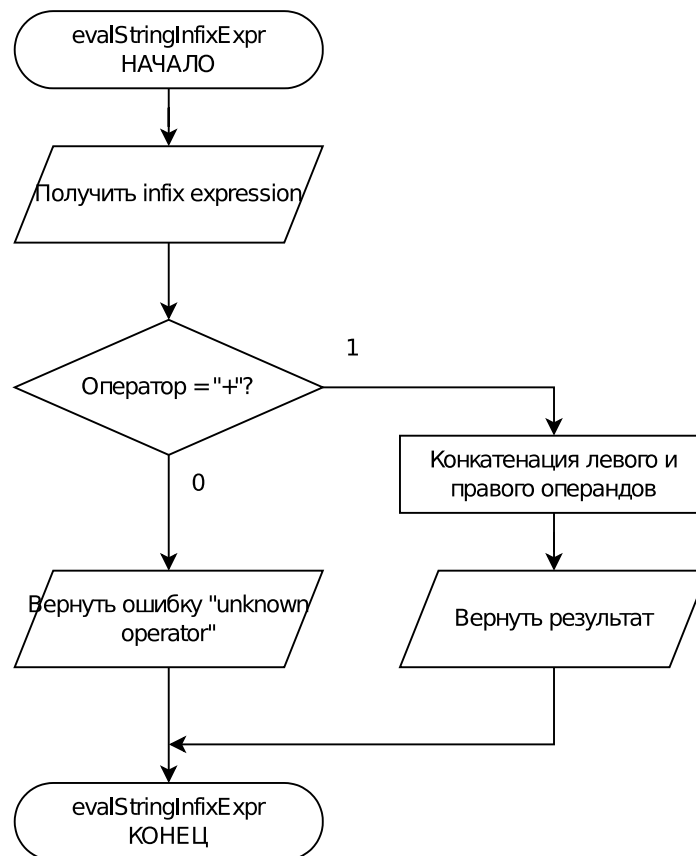 evalStringInfixExpr
НАЧАЛО
Получить infix expression
Оператор = "+"?
1
0
Конкатенация левого и
правого операндов
Вернуть ошибку "unknown
operator"
Вернуть результат
evalStringInfixExpr
КОНЕЦ